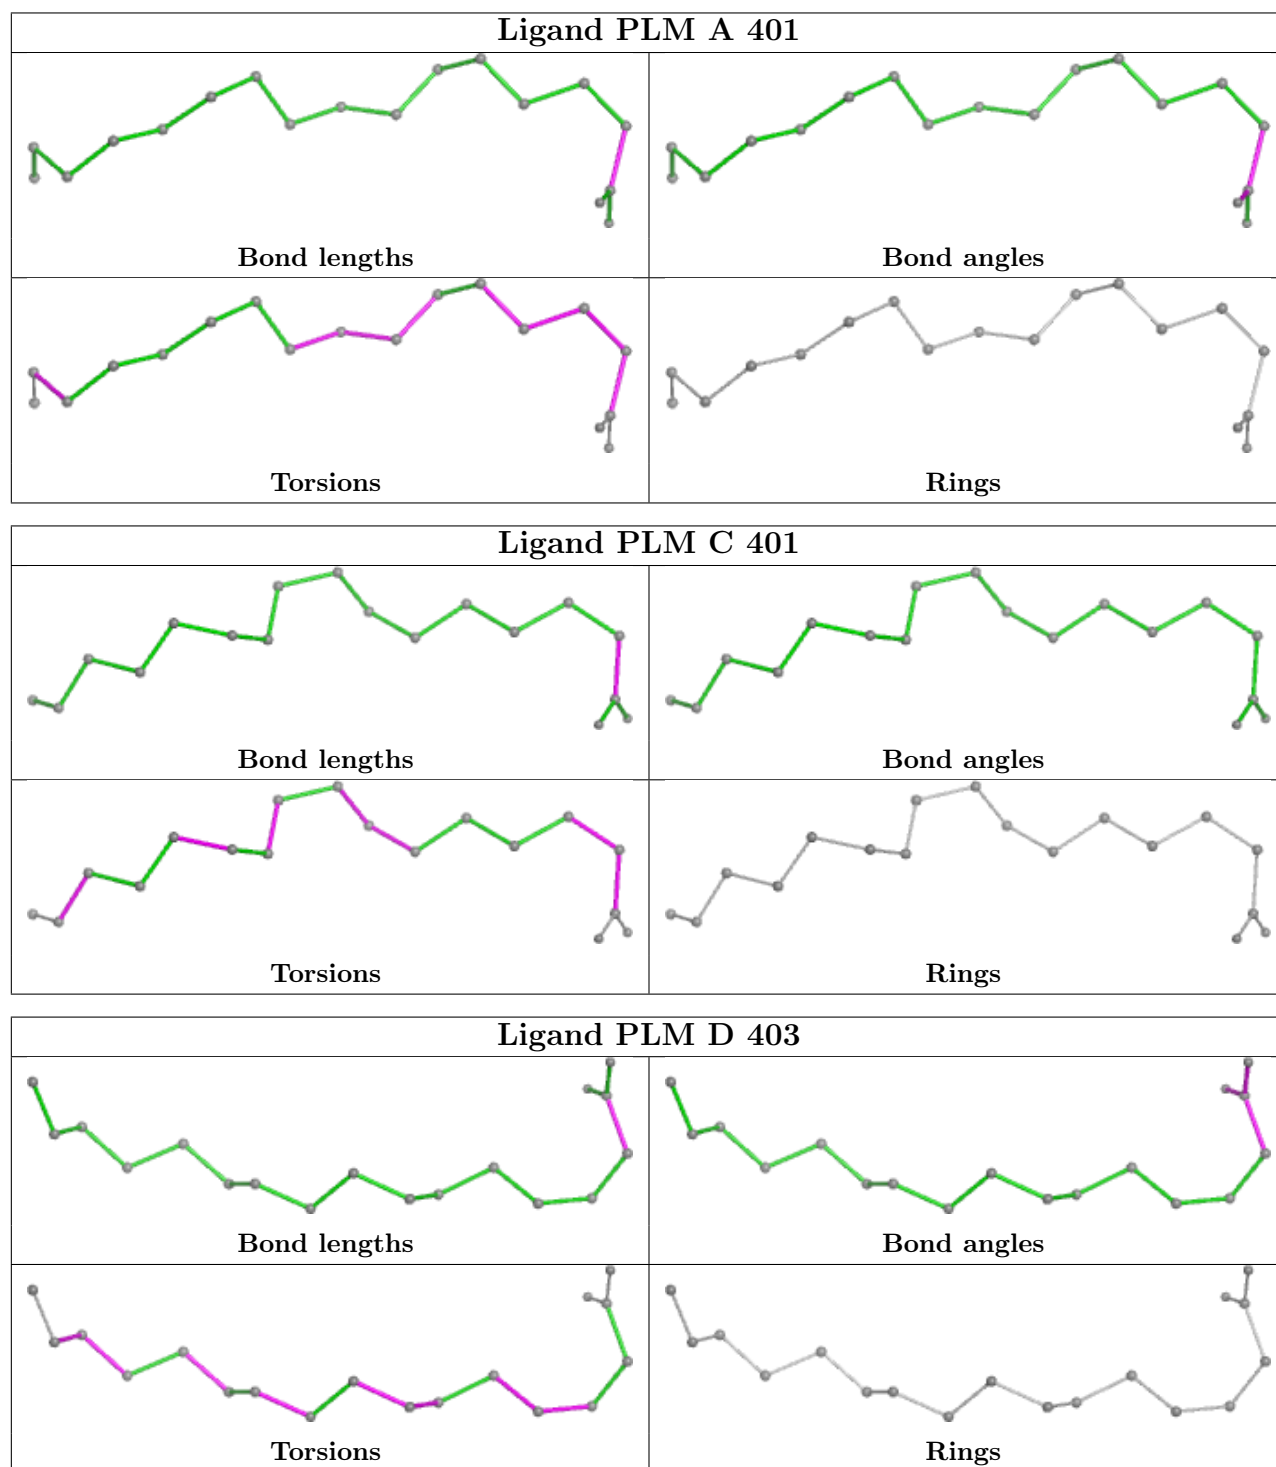 Ligand PLM A 401
Bond lengths
Bond angles
Torsions
Rings
Ligand PLM C 401
Bond lengths
Bond angles
Torsions
Rings
Ligand PLM D 403
Bond lengths
Bond angles
Torsions
Rings